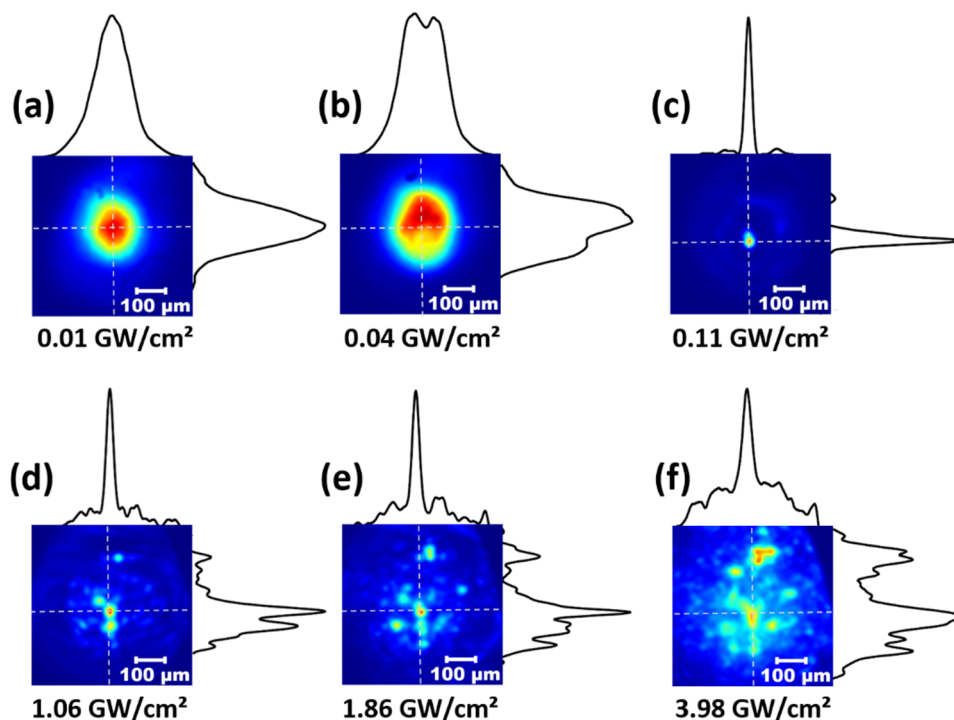 (a)
(b)
(c)
100 μm
100 μm
100 μm
0.01 GW/cm²
0.04 GW/cm²
0.11 GW/cm²
(d)
(e)
(f)
100 μm
100 μm
100 μm
1.06 GW/cm²
1.86 GW/cm²
3.98 GW/cm²